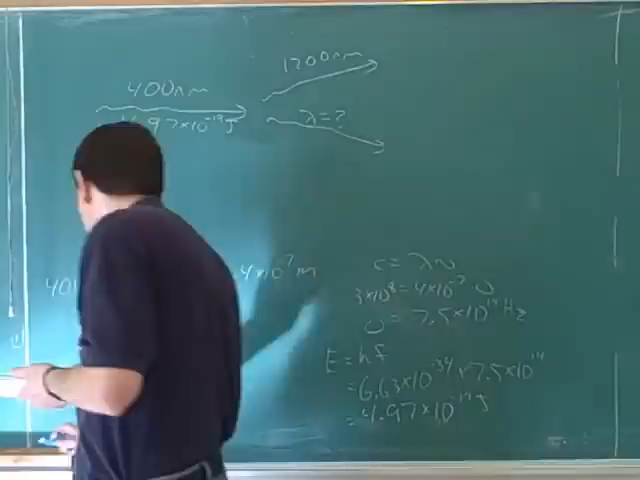 1200nm
400nm
λ=?
4.97×10⁻¹⁹J
400
4×10⁻⁷m
c=λυ
3×10⁸=4×10⁻⁷ υ
υ=7.5×10¹⁴Hz
E=hf
=6.63×10⁻³⁴×7.5×10¹⁴
=4.97×10⁻¹⁹J